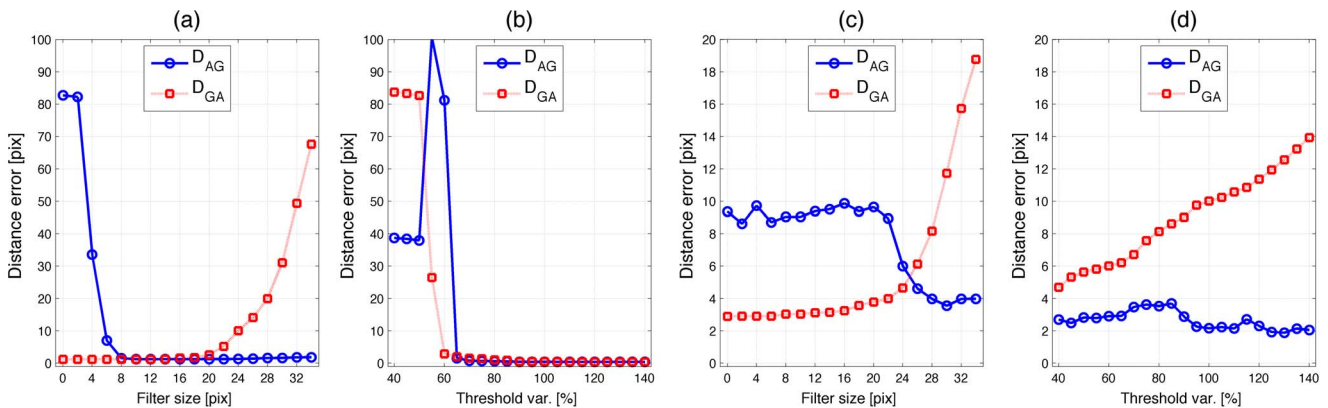 (a)
D_AG
D_GA
Distance error [pix]
100
90
80
70
60
50
40
30
20
10
0
0 4 8 12 16 20 24 28 32
Filter size [pix]
(b)
D_AG
D_GA
Distance error [pix]
100
90
80
70
60
50
40
30
20
10
0
40 60 80 100 120 140
Threshold var. [%]
(c)
D_AG
D_GA
Distance error [pix]
20
18
16
14
12
10
8
6
4
2
0
0 4 8 12 16 20 24 28 32
Filter size [pix]
(d)
D_AG
D_GA
Distance error [pix]
20
18
16
14
12
10
8
6
4
2
0
40 60 80 100 120 140
Threshold var. [%]